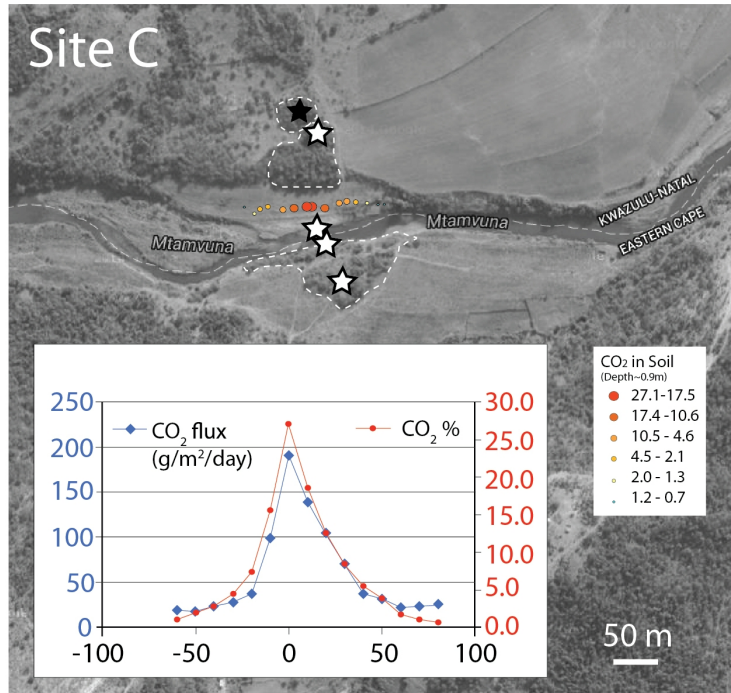 Site C
KWAZULU-NATAL
Mtamvuna
Mtamvuna
EASTERN CAPE
CO₂ in Soil
(Depth~0.9m)
27.1-17.5
17.4 -10.6
10.5 - 4.6
4.5 - 2.1
2.0 - 1.3
1.2 - 0.7
50 m
CO₂ flux
(g/m²/day)
CO₂ %
250
200
150
100
50
0
30.0
25.0
20.0
15.0
10.0
5.0
0.0
-100
-50
0
50
100